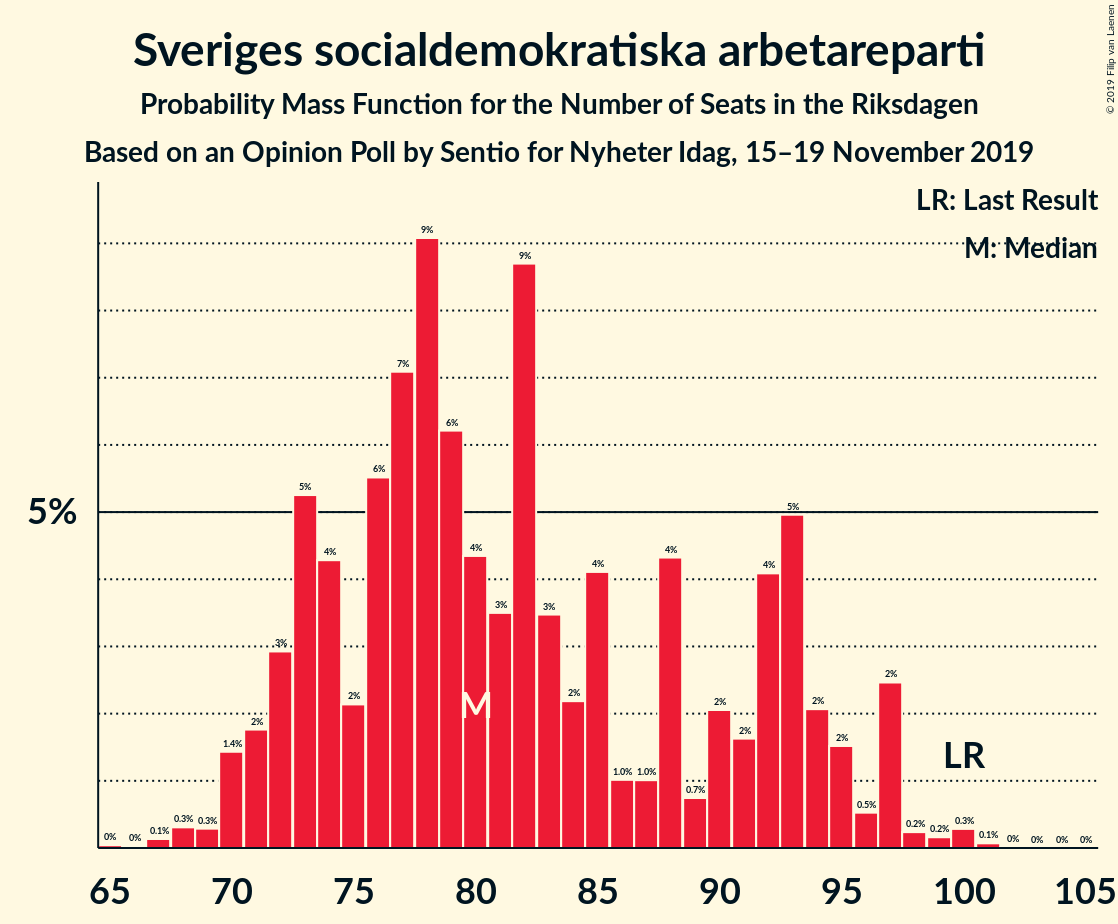 Sveriges socialdemokratiska arbetareparti
Probability Mass Function for the Number of Seats in the Riksdagen
Based on an Opinion Poll by Sentio for Nyheter Idag, 15–19 November 2019
© 2019 Filip van Laenen
LR: Last Result
M: Median
5%
0% 0% 0.1% 0.3% 0.3% 1.4% 2% 3% 5% 4% 2% 6% 7% 9% 6% 4% 3% 9% 3% 2% 4% 1.0% 1.0% 4% 0.7% 2% 2% 4% 5% 2% 2% 0.5% 2% 0.2% 0.2% 0.3% 0.1% 0% 0% 0% 0%
M
LR
65 70 75 80 85 90 95 100 105